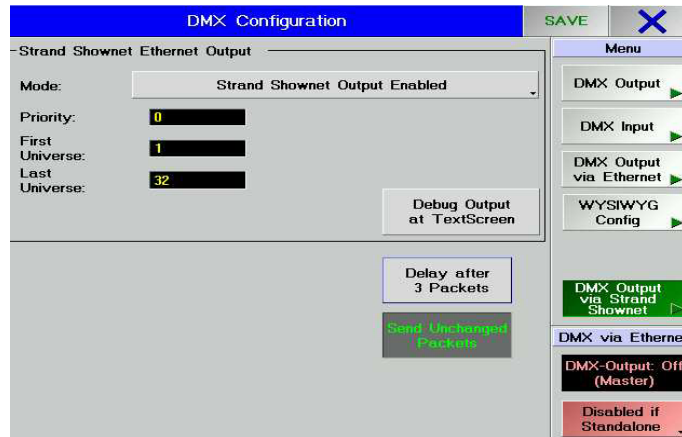 DMX Configuration
SAVE
Strand Shownet Ethernet Output
Mode:
Strand Shownet Output Enabled
Priority:
0
First
Universe:
1
Last
Universe:
32
Debug Output
at TextScreen
Delay after
3 Packets
Send Unchanged
Packets
Menu
DMX Output
DMX Input
DMX Output
via Ethernet
WYSIWYG
Config
DMX Output
via Strand
Shownet
DMX via Etherne
DMX-Output: Off
(Master)
Disabled if
Standalone